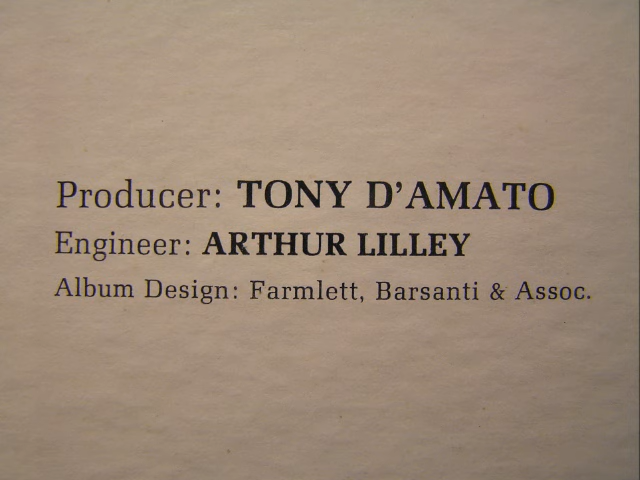 Producer: TONY D'AMATO
Engineer: ARTHUR LILLEY
Album Design: Farmlett, Barsanti & Assoc.